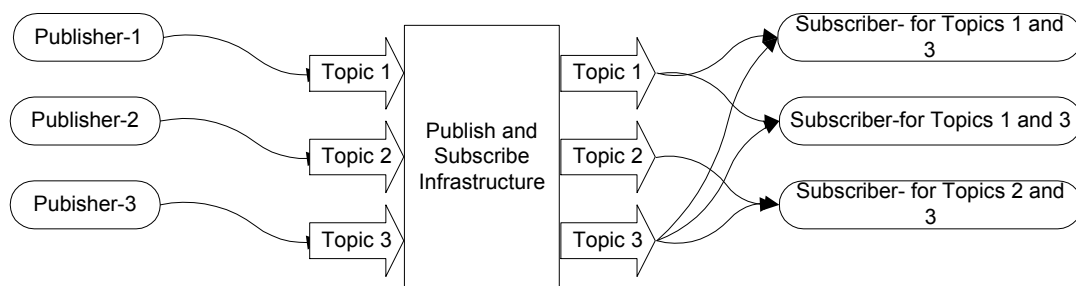 Publisher-1
Publisher-2
Pubisher-3
Topic 1
Topic 2
Topic 3
Publish and
Subscribe
Infrastructure
Topic 1
Topic 2
Topic 3
Subscriber- for Topics 1 and
3
Subscriber-for Topics 1 and 3
Subscriber- for Topics 2 and
3